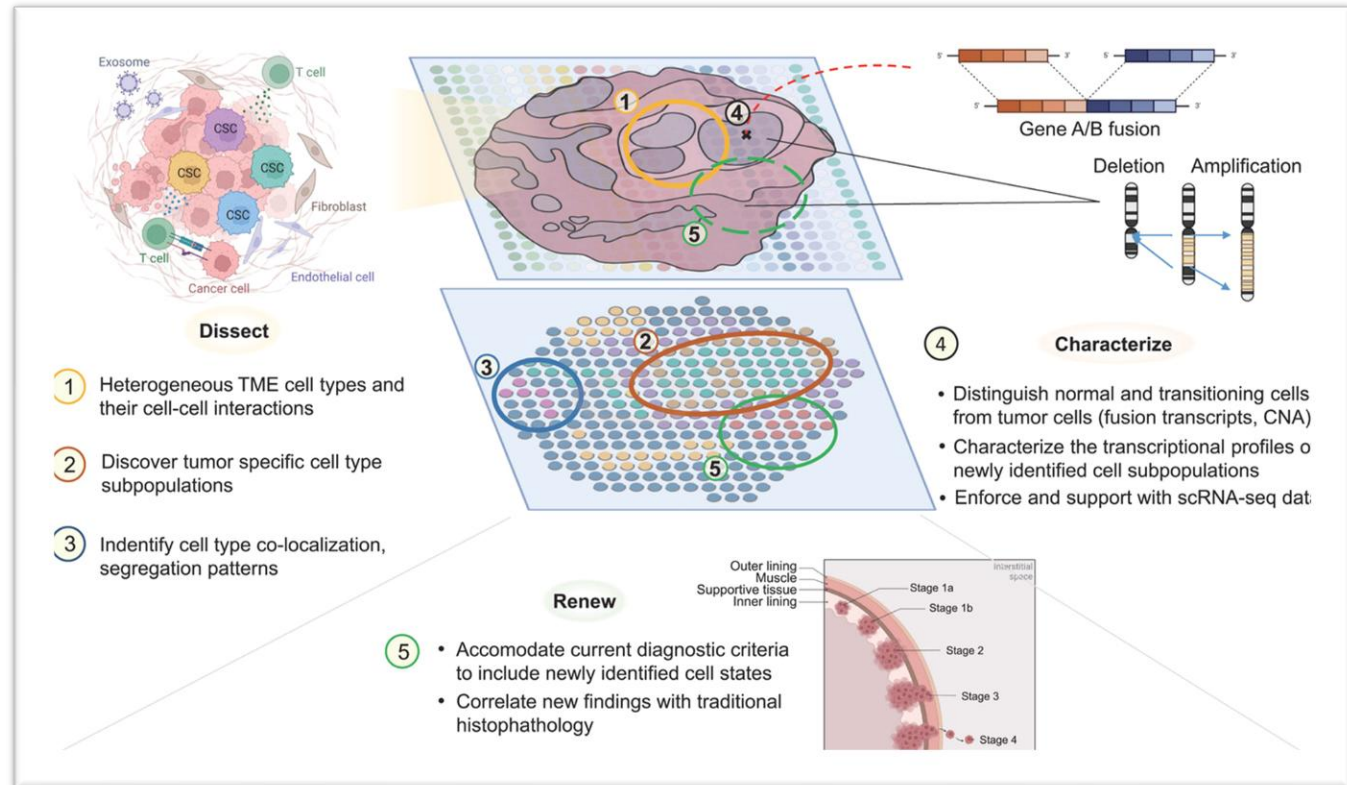 Exosome
T cell
CSC
CSC
CSC
CSC
Fibroblast
T cell
Endothelial cell
Cancer cell
Dissect
1 Heterogeneous TME cell types and
their cell-cell interactions
2 Discover tumor specific cell type
subpopulations
3 Indentify cell type co-localization,
segregation patterns
1
4
5
2
3
5
5' 3' 5' 3'
5' 3'
Gene A/B fusion
Deletion Amplification
4 Characterize
• Distinguish normal and transitioning cells
from tumor cells (fusion transcripts, CNA)
• Characterize the transcriptional profiles o
newly identified cell subpopulations
• Enforce and support with scRNA-seq dat
Renew
5 • Accomodate current diagnostic criteria
to include newly identified cell states
• Correlate new findings with traditional
histophathology
Outer lining
Muscle
Supportive tissue
Inner lining
interstitial
space
Stage 1a
Stage 1b
Stage 2
Stage 3
Stage 4